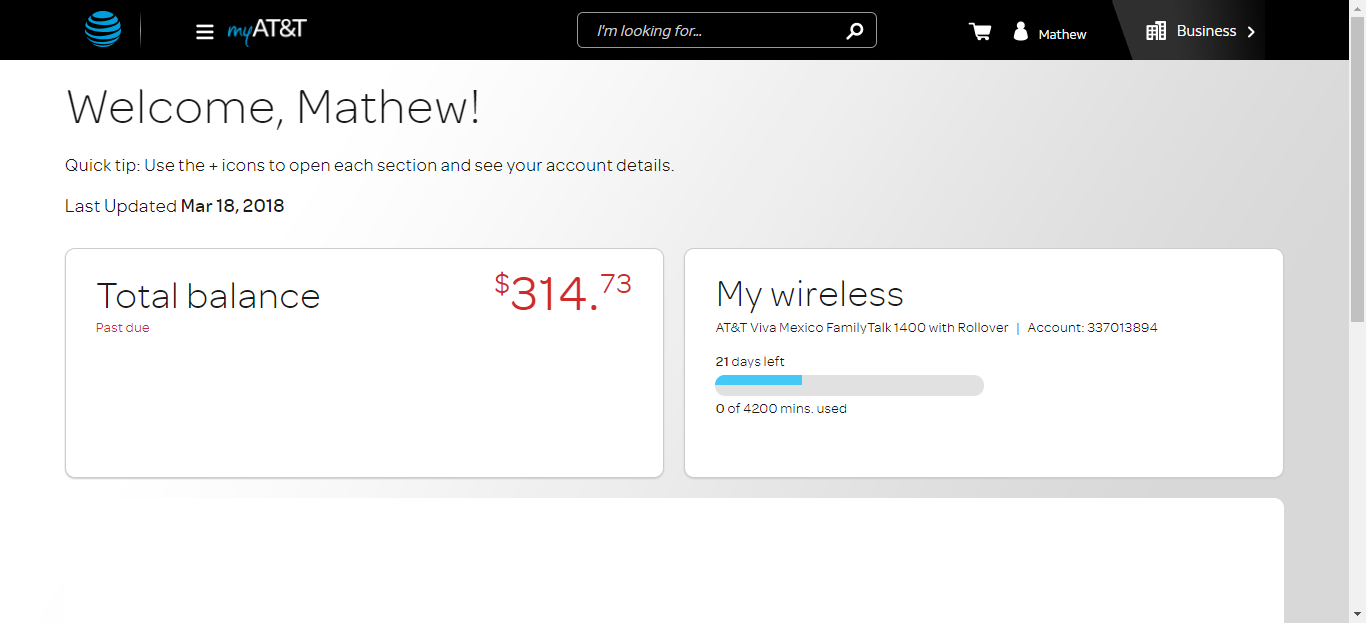 myAT&T
I'm looking for...
Mathew
Business
Welcome, Mathew!
Quick tip: Use the + icons to open each section and see your account details.
Last Updated Mar 18, 2018
Total balance
$314.73
Past due
My wireless
AT&T Viva Mexico FamilyTalk 1400 with Rollover | Account: 337013894
21 days left
0 of 4200 mins. used